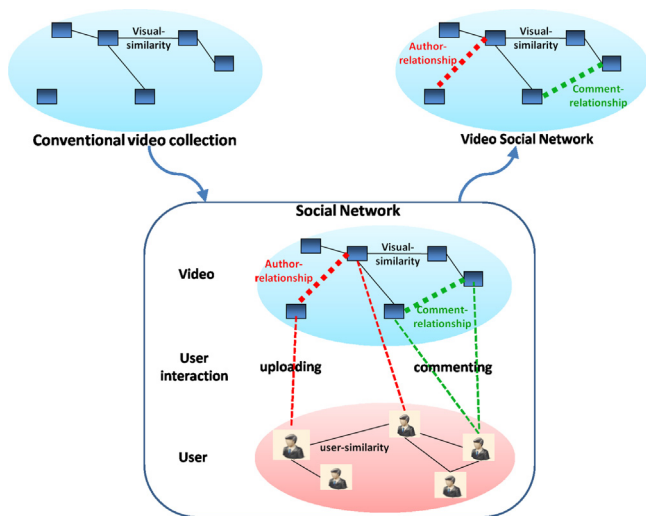 Visual-
similarity
Conventional video collection
Author-
relationship
Visual-
similarity
Comment-
relationship
Video Social Network
Social Network
Video
Author-
relationship
Visual-
similarity
Comment-
relationship
User
interaction
uploading
commenting
User
user-similarity